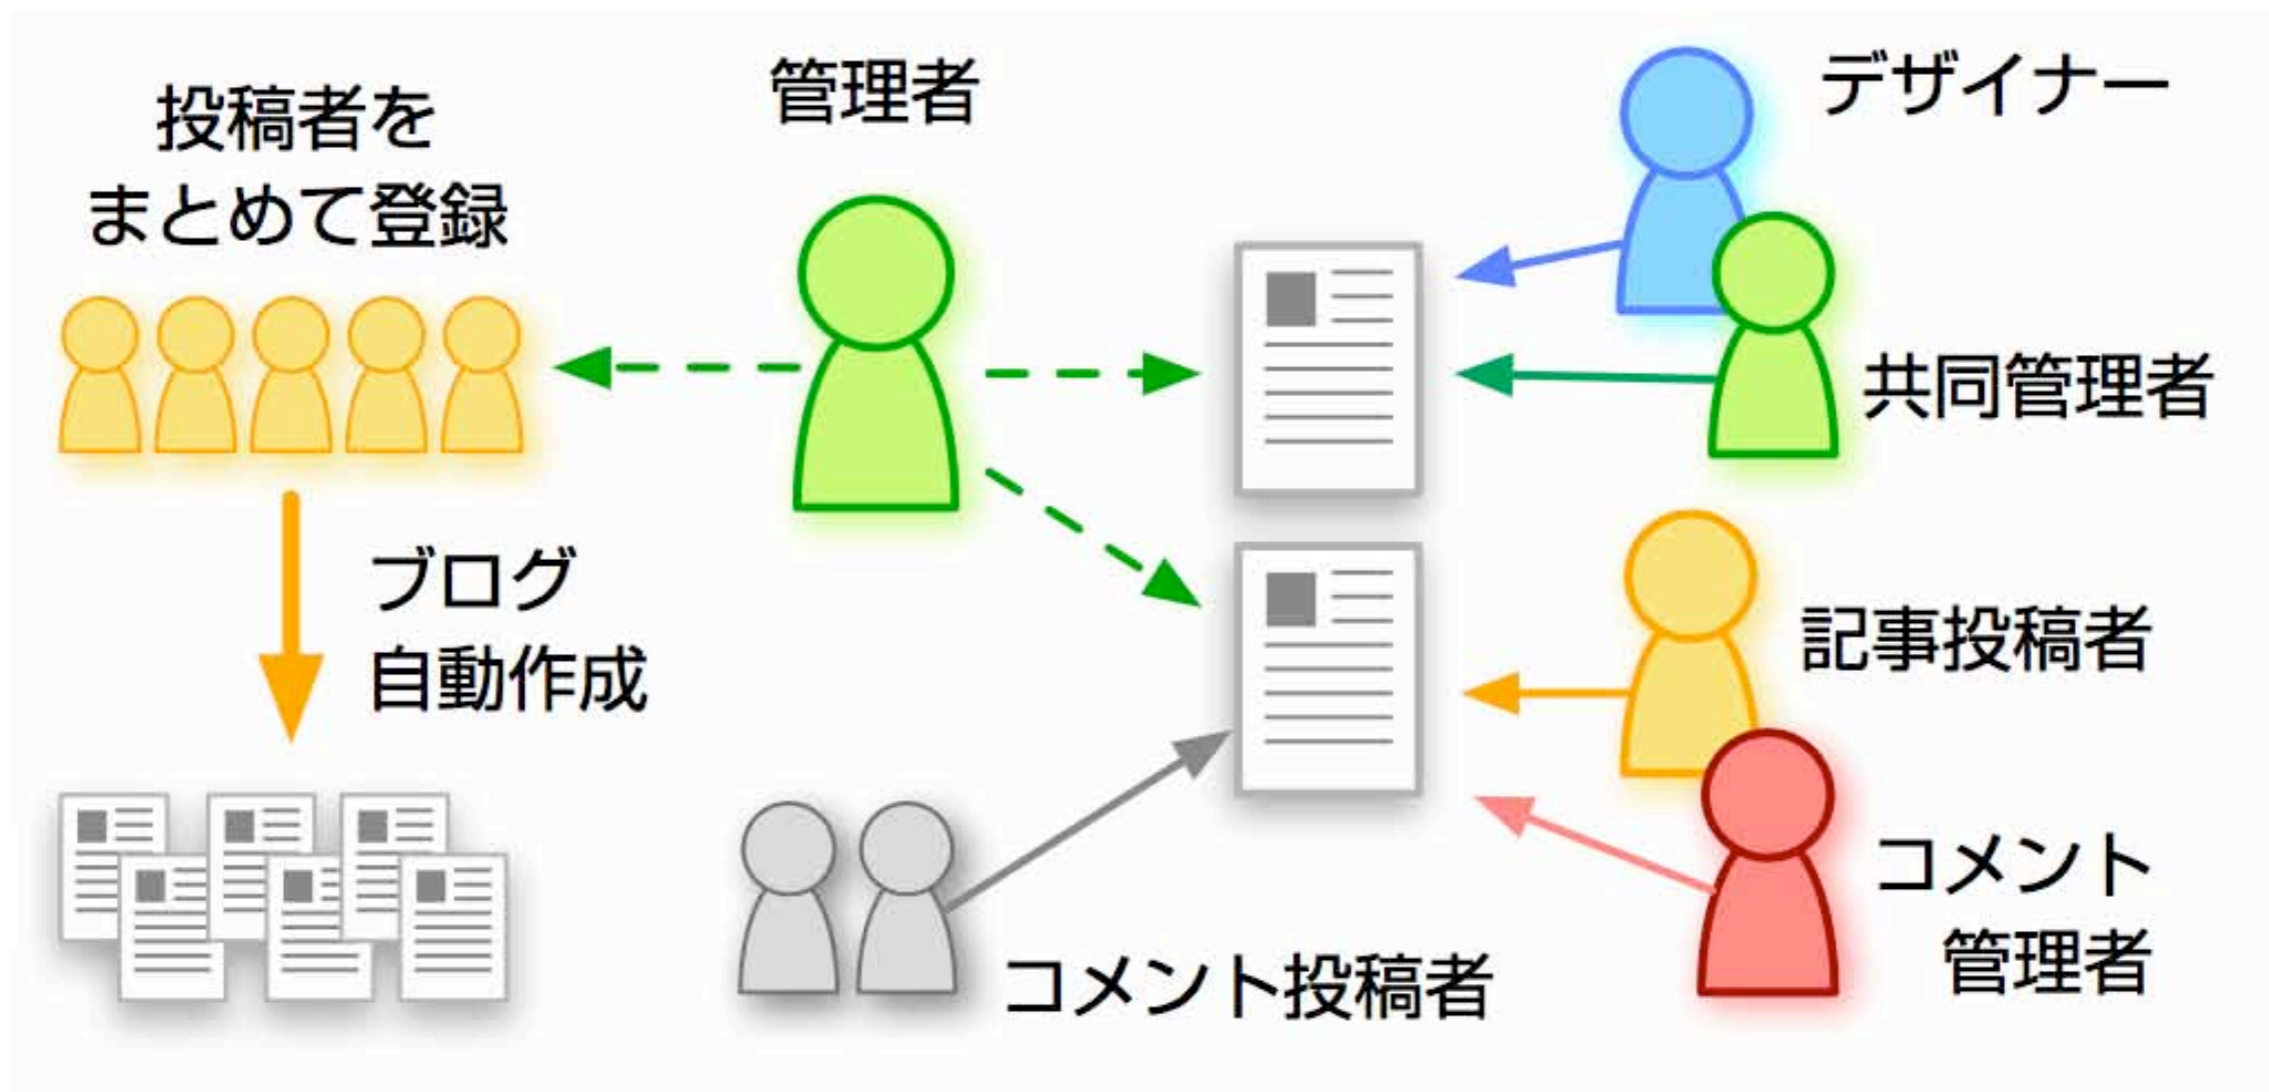 投稿者を
まとめて登録
管理者
デザイナー
共同管理者
ブログ
自動作成
記事投稿者
コメント
管理者
コメント投稿者